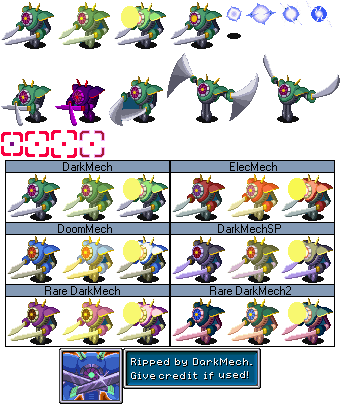 DarkMech
ElecMech
DoomMech
DarkMechSP
Rare DarkMech
Rare DarkMech2
Ripped by DarkMech.
Give credit if used!